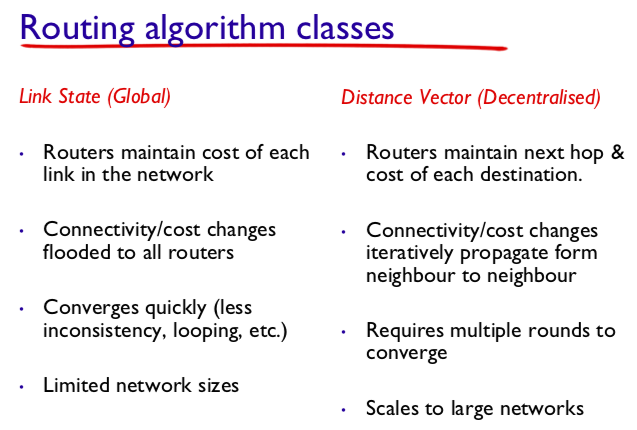 Routing algorithm classes
Link State (Global)
• Routers maintain cost of each
link in the network
• Connectivity/cost changes
flooded to all routers
• Converges quickly (less
inconsistency, looping, etc.)
• Limited network sizes
Distance Vector (Decentralised)
• Routers maintain next hop &
cost of each destination.
• Connectivity/cost changes
iteratively propagate form
neighbour to neighbour
• Requires multiple rounds to
converge
• Scales to large networks